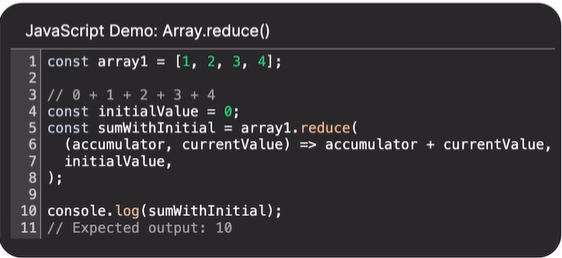 JavaScript Demo: Array.reduce()
1 const array1 = [1, 2, 3, 4];
2
3 // 0 + 1 + 2 + 3 + 4
4 const initialValue = 0;
5 const sumWithInitial = array1.reduce(
6   (accumulator, currentValue) => accumulator + currentValue,
7   initialValue,
8 );
9
10 console.log(sumWithInitial);
11 // Expected output: 10